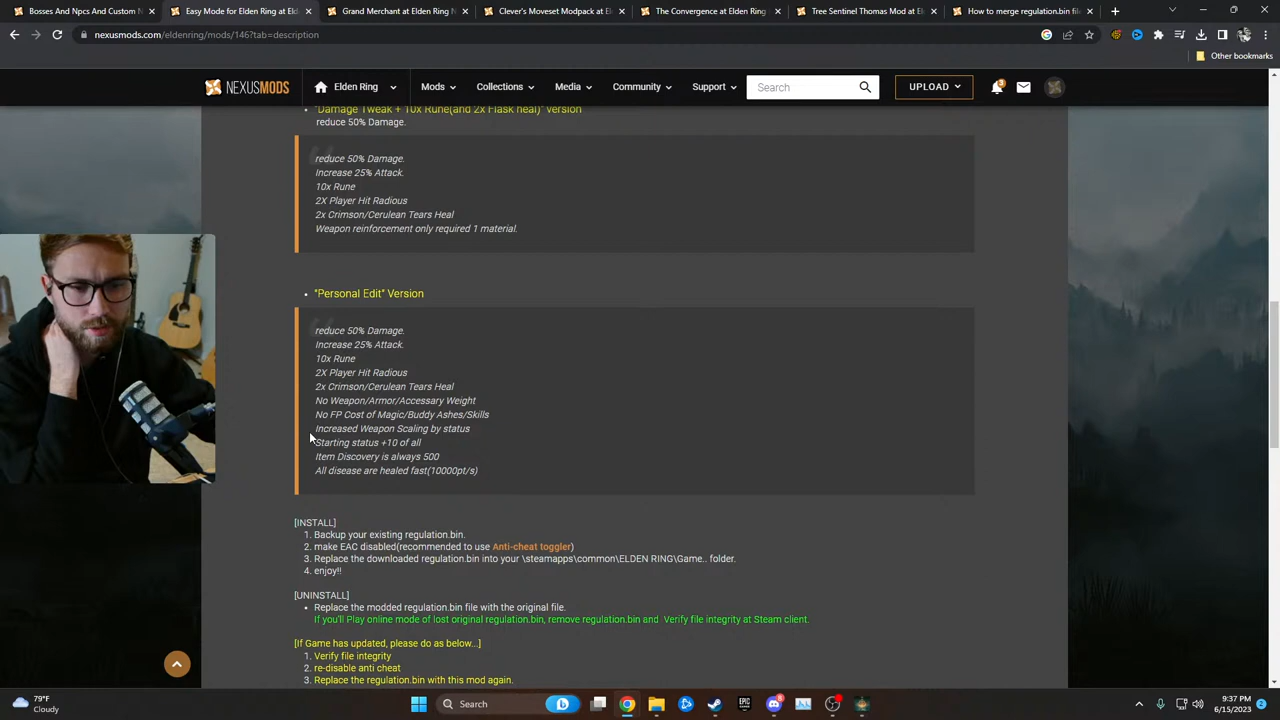 Bosses And Npcs And Custom N
Easy Mode for Elden Ring at Eld
Grand Merchant at Elden Ring N
Clever's Moveset Modpack at E
The Convergence at Elden Ring
Tree Sentinel Thomas Mod at E
How to merge regulation.bin fil
nexusmods.com/eldenring/mods/146?tab=description
Other bookmarks
NEXUSMODS
Elden Ring
Mods
Collections
Media
Community
Support
Search
UPLOAD
"Damage Tweak + 10x Rune(and 2x Flask heal)" Version
reduce 50% Damage.
reduce 50% Damage.
Increase 25% Attack.
10x Rune
2X Player Hit Radious
2x Crimson/Cerulean Tears Heal
Weapon reinforcement only required 1 material.
• "Personal Edit" Version
reduce 50% Damage.
Increase 25% Attack.
10x Rune
2X Player Hit Radious
2x Crimson/Cerulean Tears Heal
No Weapon/Armor/Accessary Weight
No FP Cost of Magic/Buddy Ashes/Skills
Increased Weapon Scaling by status
Starting status +10 of all
Item Discovery is always 500
All disease are healed fast(10000pt/s)
[INSTALL]
1. Backup your existing regulation.bin.
2. make EAC disabled(recommended to use Anti-cheat toggler)
3. Replace the downloaded regulation.bin into your \steamapps\common\ELDEN RING\Game.. folder.
4. enjoy!!
[UNINSTALL]
• Replace the modded regulation.bin file with the original file.
If you'll Play online mode of lost original regulation.bin, remove regulation.bin and Verify file integrity at Steam client.
[If Game has updated, please do as below...]
1. Verify file integrity
2. re-disable anti cheat
3. Replace the regulation.bin with this mod again.
79°F
Cloudy
Search
9:37 PM
6/15/2023